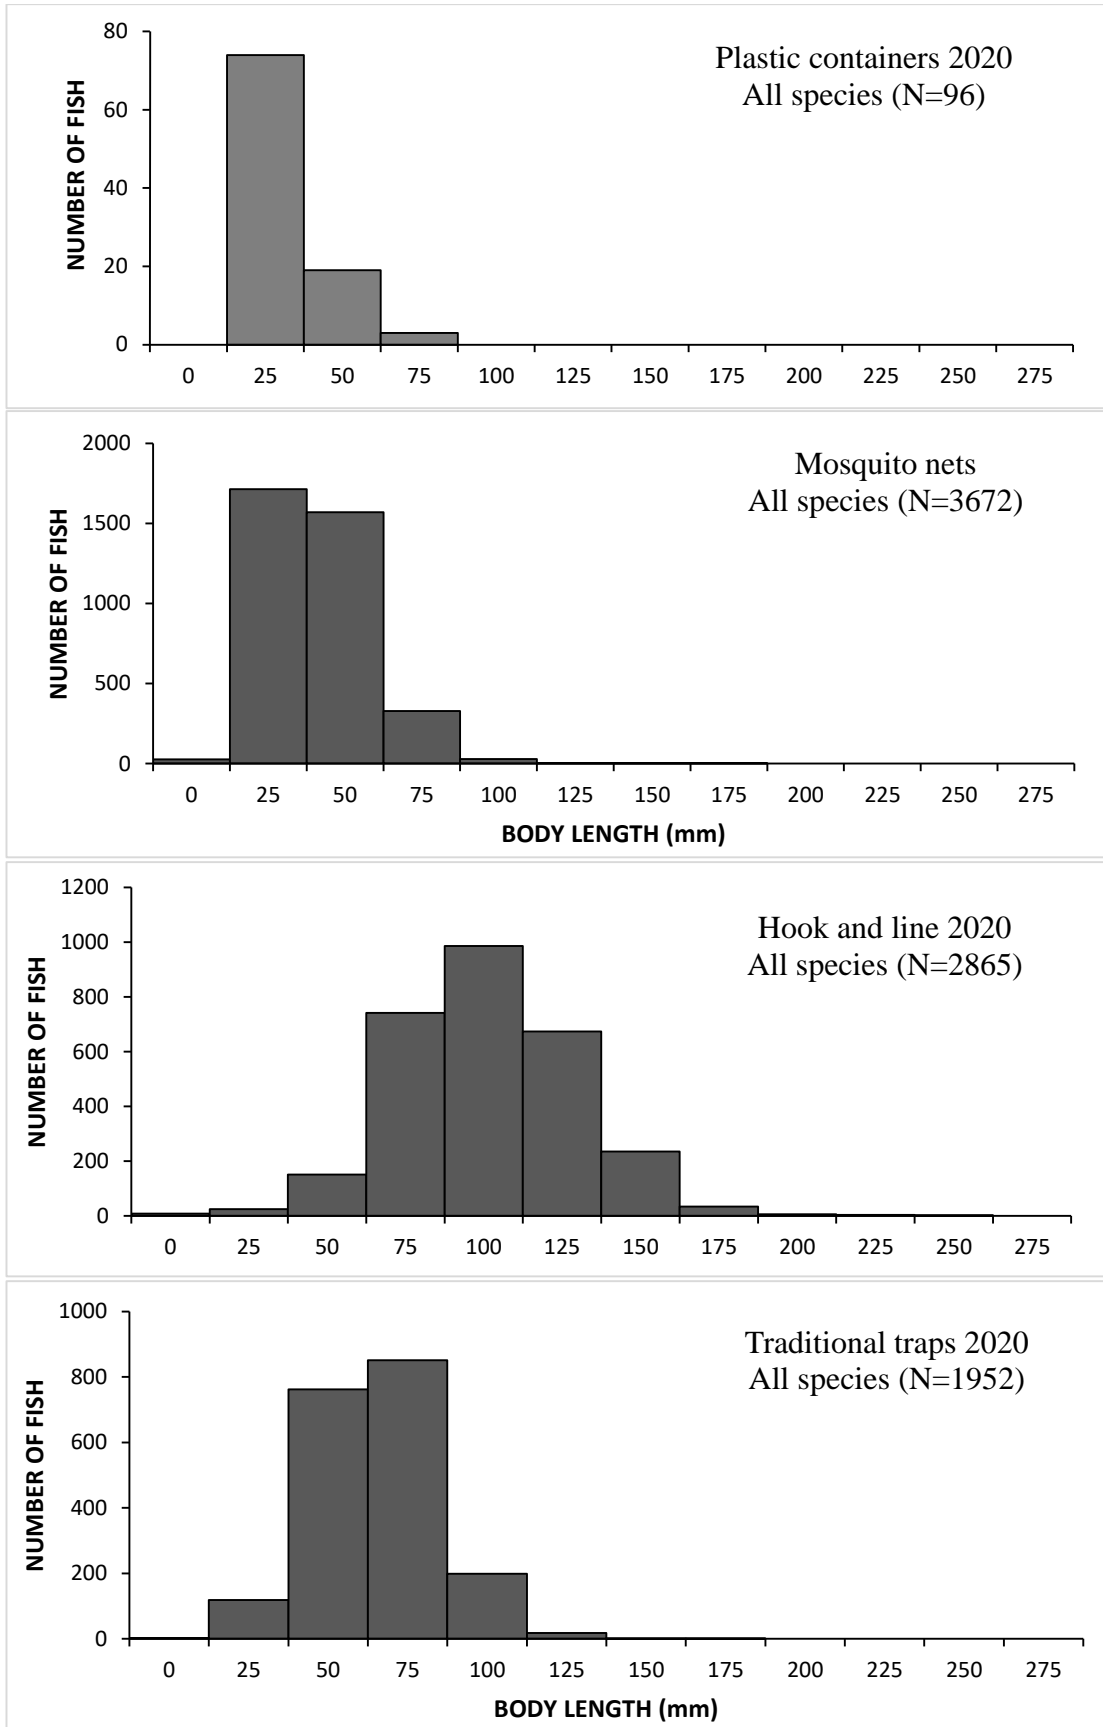 Plastic containers 2020
All species (N=96)
NUMBER OF FISH
80
60
40
20
0
0 25 50 75 100 125 150 175 200 225 250 275
Mosquito nets
All species (N=3672)
NUMBER OF FISH
2000
1500
1000
500
0
0 25 50 75 100 125 150 175 200 225 250 275
BODY LENGTH (mm)
Hook and line 2020
All species (N=2865)
NUMBER OF FISH
1200
1000
800
600
400
200
0
0 25 50 75 100 125 150 175 200 225 250 275
Traditional traps 2020
All species (N=1952)
NUMBER OF FISH
1000
800
600
400
200
0
0 25 50 75 100 125 150 175 200 225 250 275
BODY LENGTH (mm)